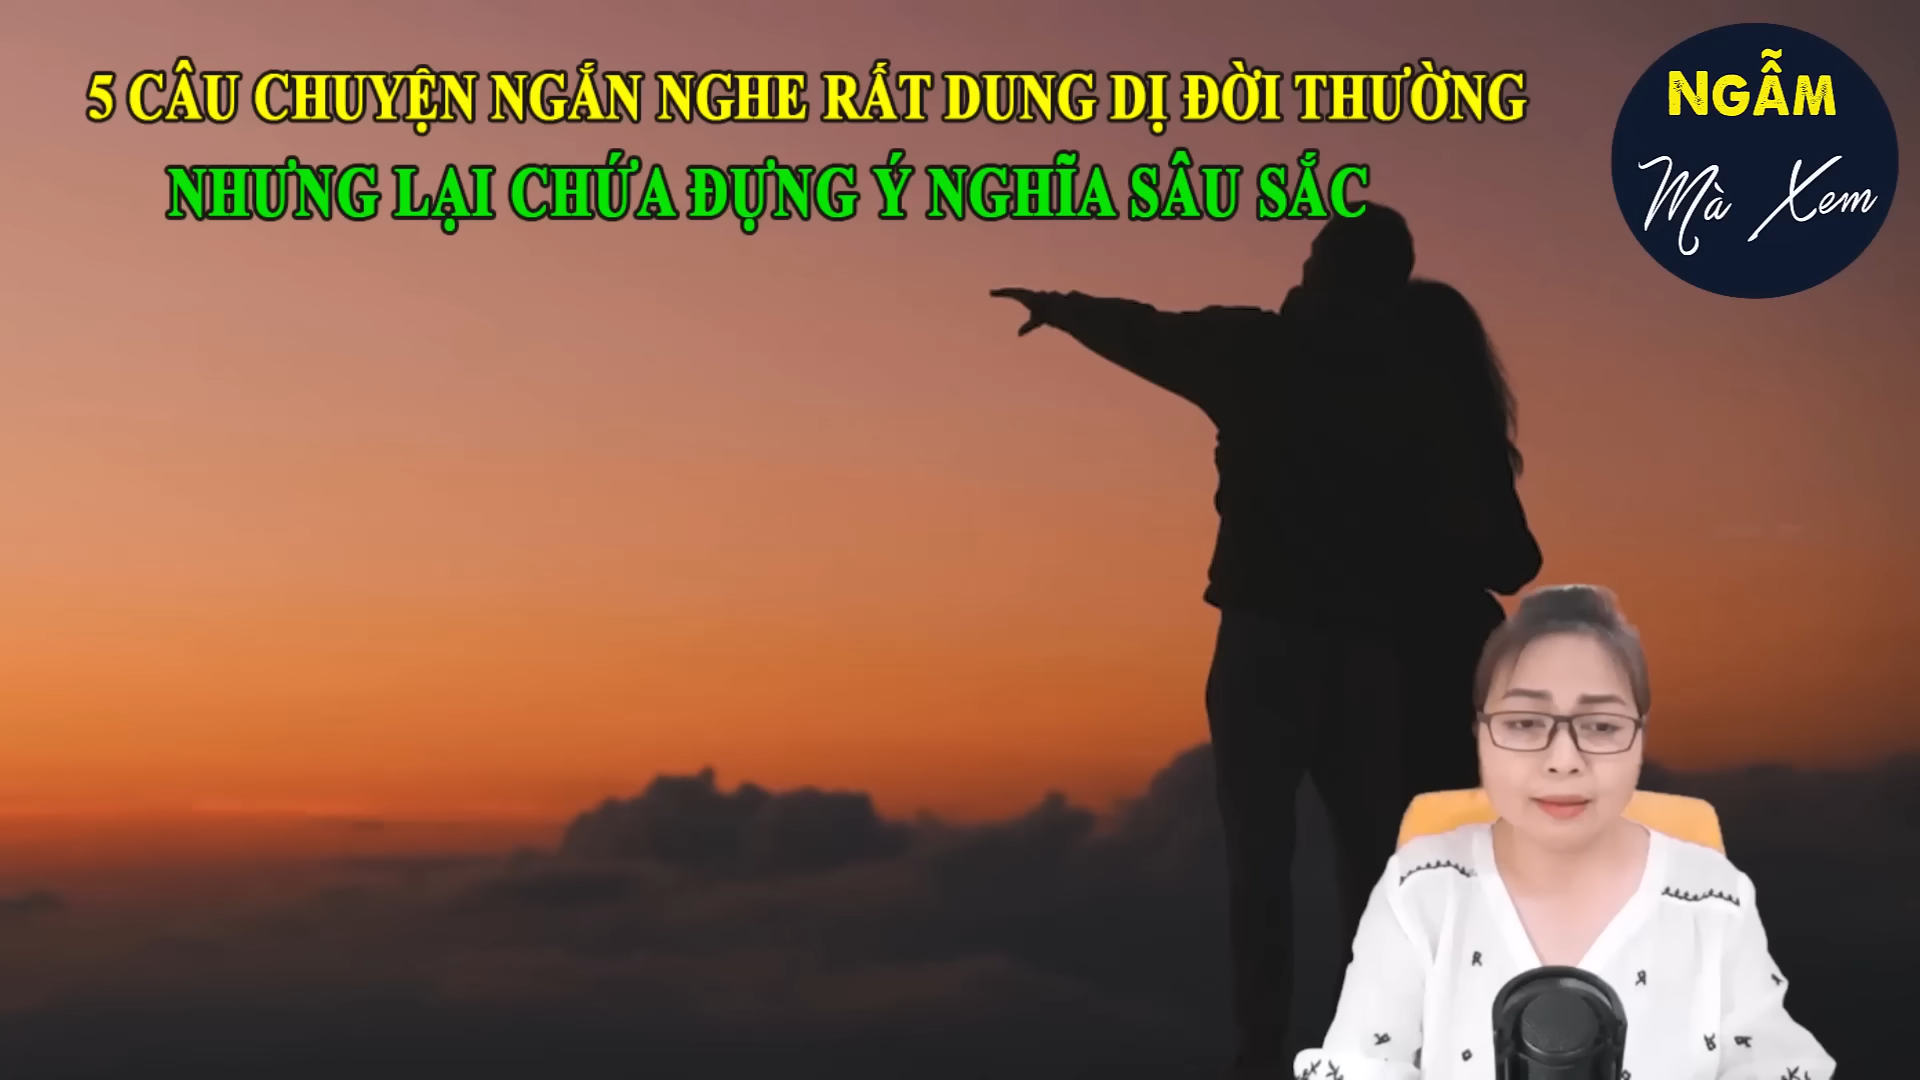 5 CÂU CHUYỆN NGẮN NGHE RẤT DUNG DỊ ĐỜI THƯỜNG
NHƯNG LẠI CHỨA ĐỰNG Ý NGHĨA SÂU SẮC
NGẪM
Mà Xem